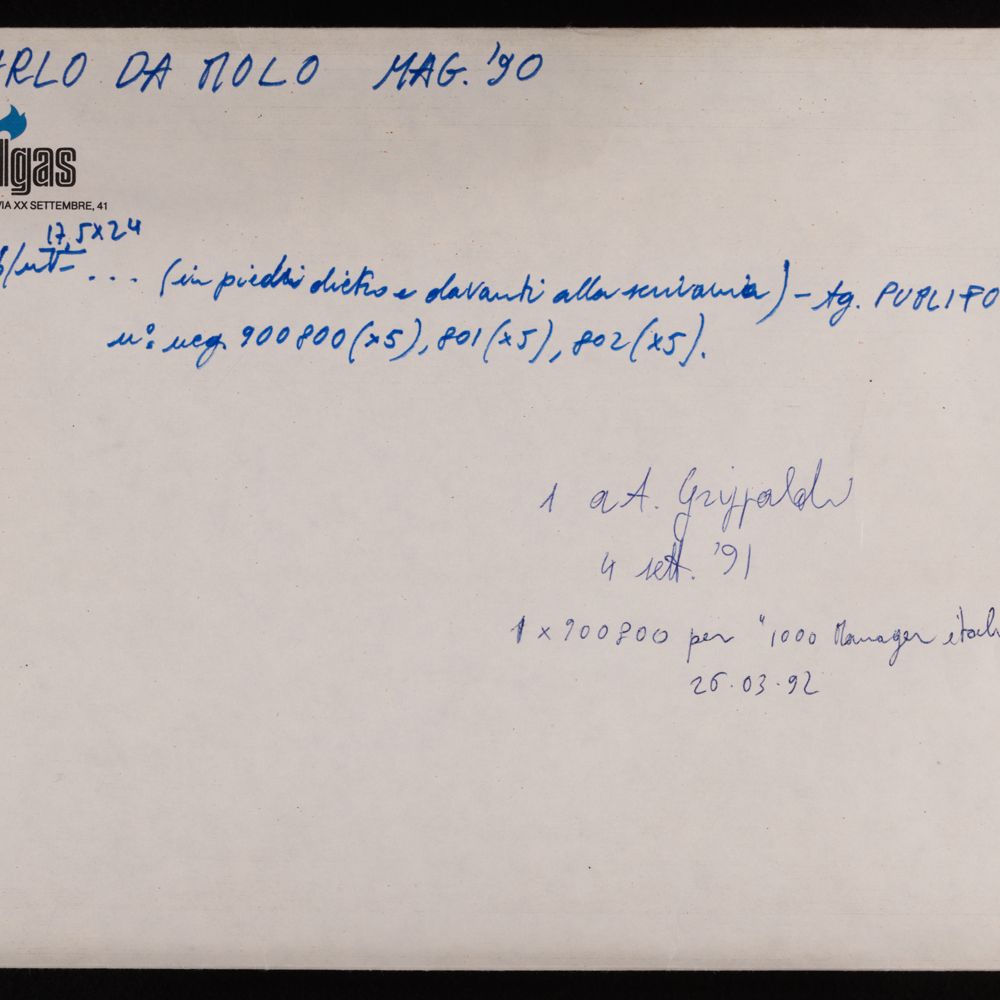 ARLO DA MOLO MAG. '90
lgas
VIA XX SETTEMBRE, 41
17,5x24
... (in piedi dietro e davanti alla scrivania) - Ag. PUBLIFO
n°: neg. 900800 (x5), 801 (x5), 802 (x5).
1 a A. Grippaldi
4 sett. '91
1 x 900800 per "1000 Manager itali
26.03.92